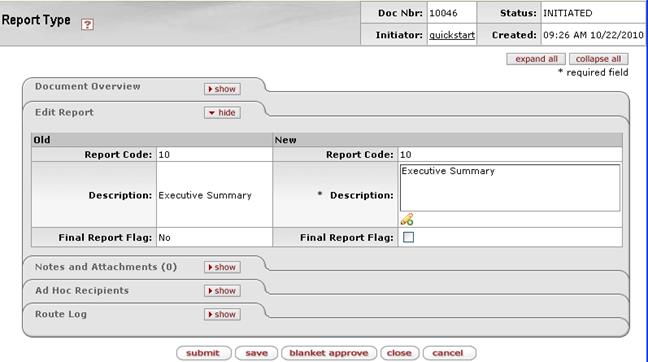 Report Type ?
Doc Nbr: 10046 Status: INITIATED
Initiator: quickstart Created: 09:26 AM 10/22/2010
expand all collapse all
* required field
Document Overview show
Edit Report hide
Old New
Report Code: 10 Report Code: 10
Description: Executive Summary * Description: Executive Summary
Final Report Flag: No Final Report Flag:
Notes and Attachments (0) show
Ad Hoc Recipients show
Route Log show
submit save blanket approve close cancel